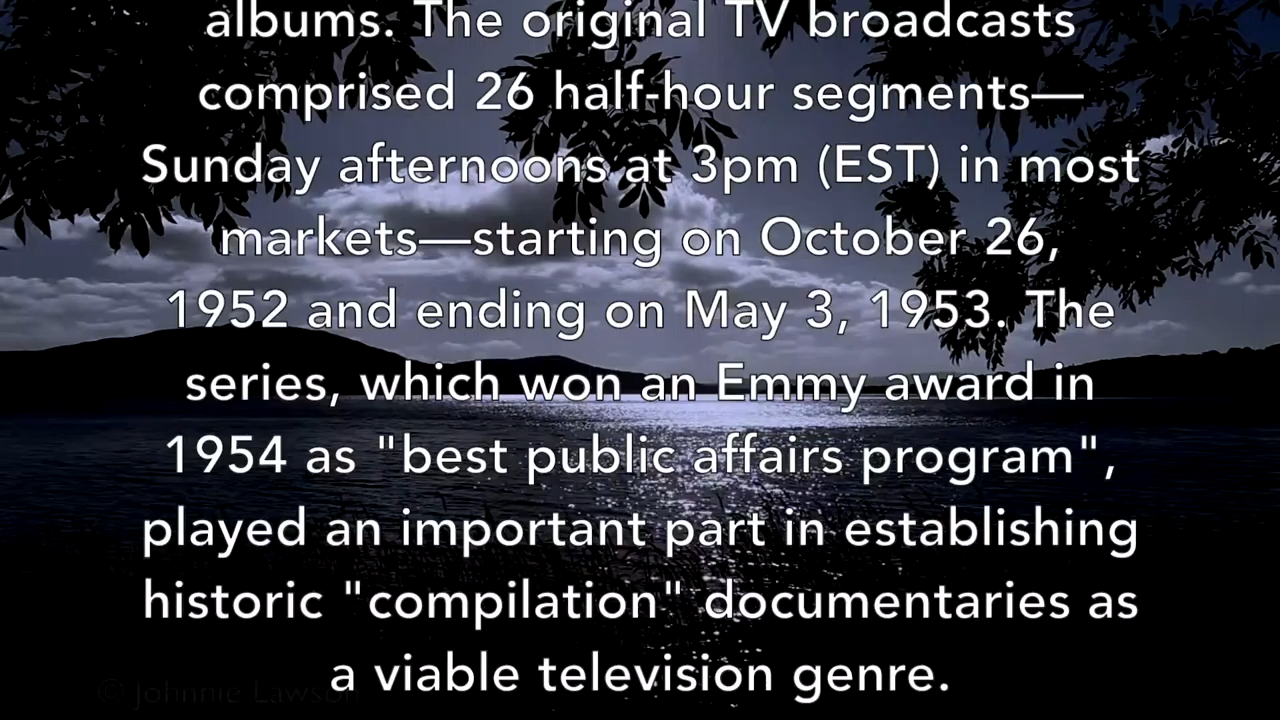 albums. The original TV broadcasts
comprised 26 half-hour segments—
Sunday afternoons at 3pm (EST) in most
markets—starting on October 26,
1952 and ending on May 3, 1953. The
series, which won an Emmy award in
1954 as "best public affairs program",
played an important part in establishing
historic "compilation" documentaries as
a viable television genre.
© Johnnie Lawson